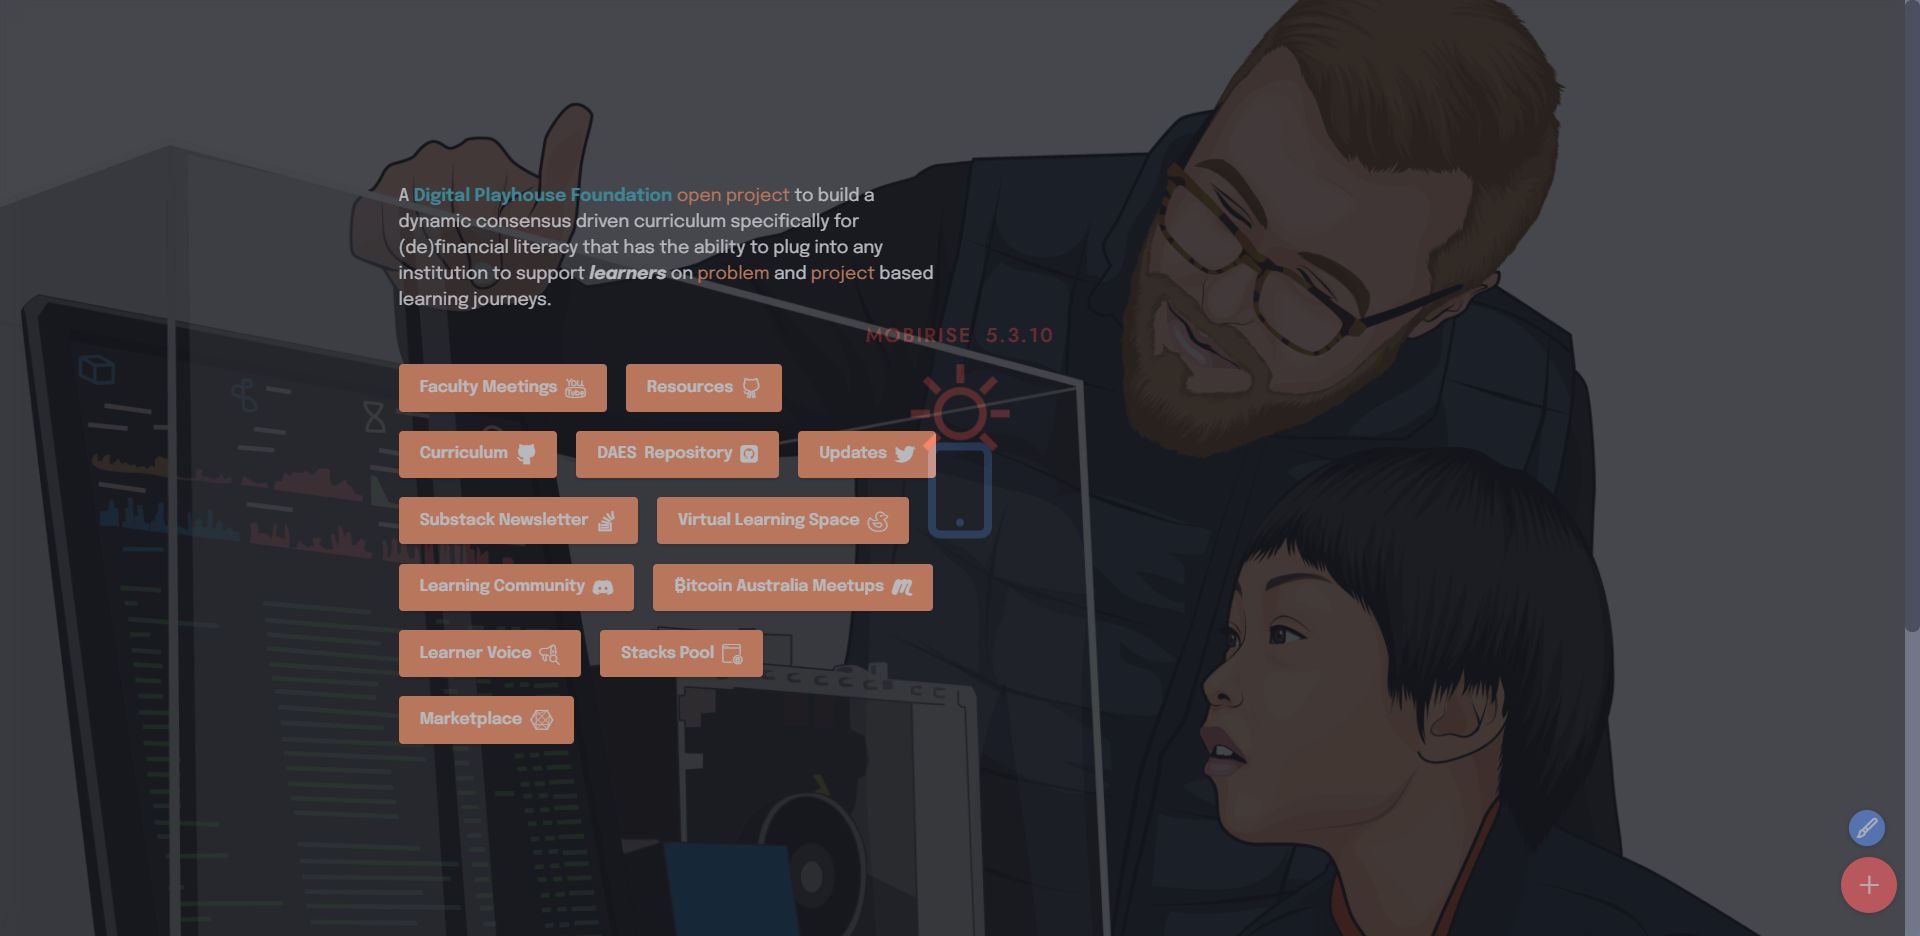 A Digital Playhouse Foundation open project to build a
dynamic consensus driven curriculum specifically for
(de)financial literacy that has the ability to plug into any
institution to support learners on problem and project based
learning journeys.
MOBIRISE 5.3.10
Faculty Meetings You Tube
Resources
Curriculum
DAES Repository
Updates
Substack Newsletter
Virtual Learning Space
Learning Community
₿itcoin Australia Meetups
Learner Voice
Stacks Pool
Marketplace